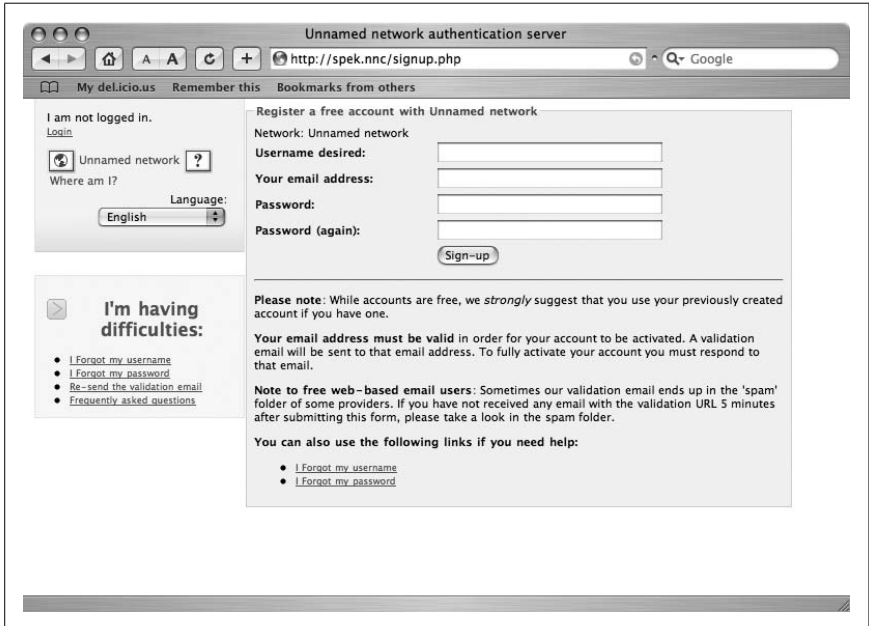 Unnamed network authentication server
A A + http://spek.nnc/signup.php Q Google
My del.icio.us Remember this Bookmarks from others
I am not logged in.
Login
Unnamed network ?
Where am I?
Language:
English
I'm having
difficulties:
I Forgot my username
I Forgot my password
Re-send the validation email
Frequently asked questions
Register a free account with Unnamed network
Network: Unnamed network
Username desired:
Your email address:
Password:
Password (again):
Sign-up
Please note: While accounts are free, we strongly suggest that you use your previously created
account if you have one.
Your email address must be valid in order for your account to be activated. A validation
email will be sent to that email address. To fully activate your account you must respond to
that email.
Note to free web-based email users: Sometimes our validation email ends up in the 'spam'
folder of some providers. If you have not received any email with the validation URL 5 minutes
after submitting this form, please take a look in the spam folder.
You can also use the following links if you need help:
I Forgot my username
I Forgot my password